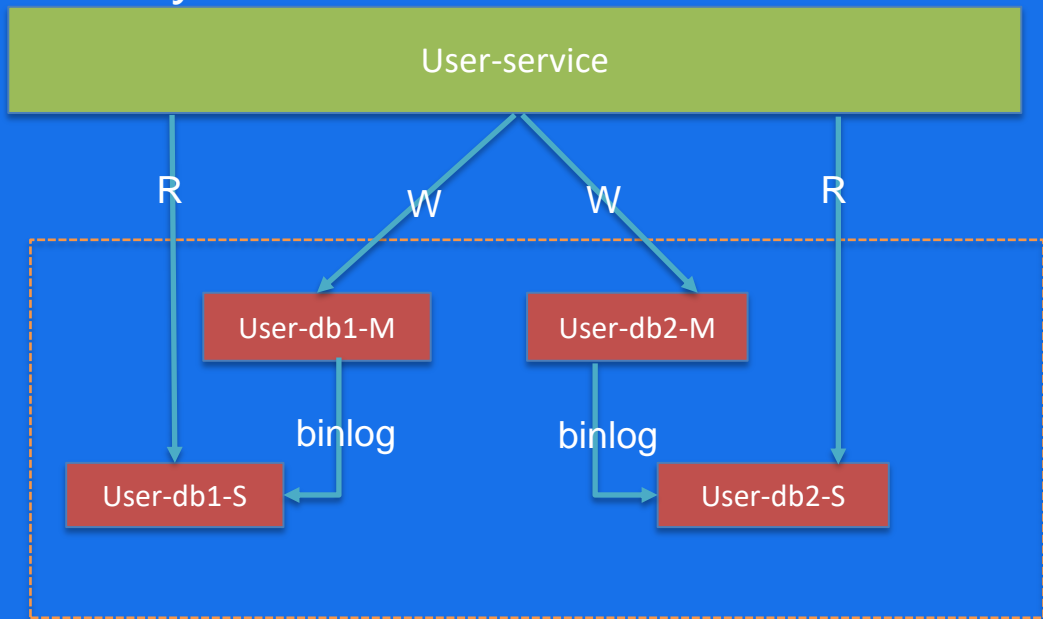 User-service
R
W
W
R
User-db1-M
User-db2-M
binlog
binlog
User-db1-S
User-db2-S